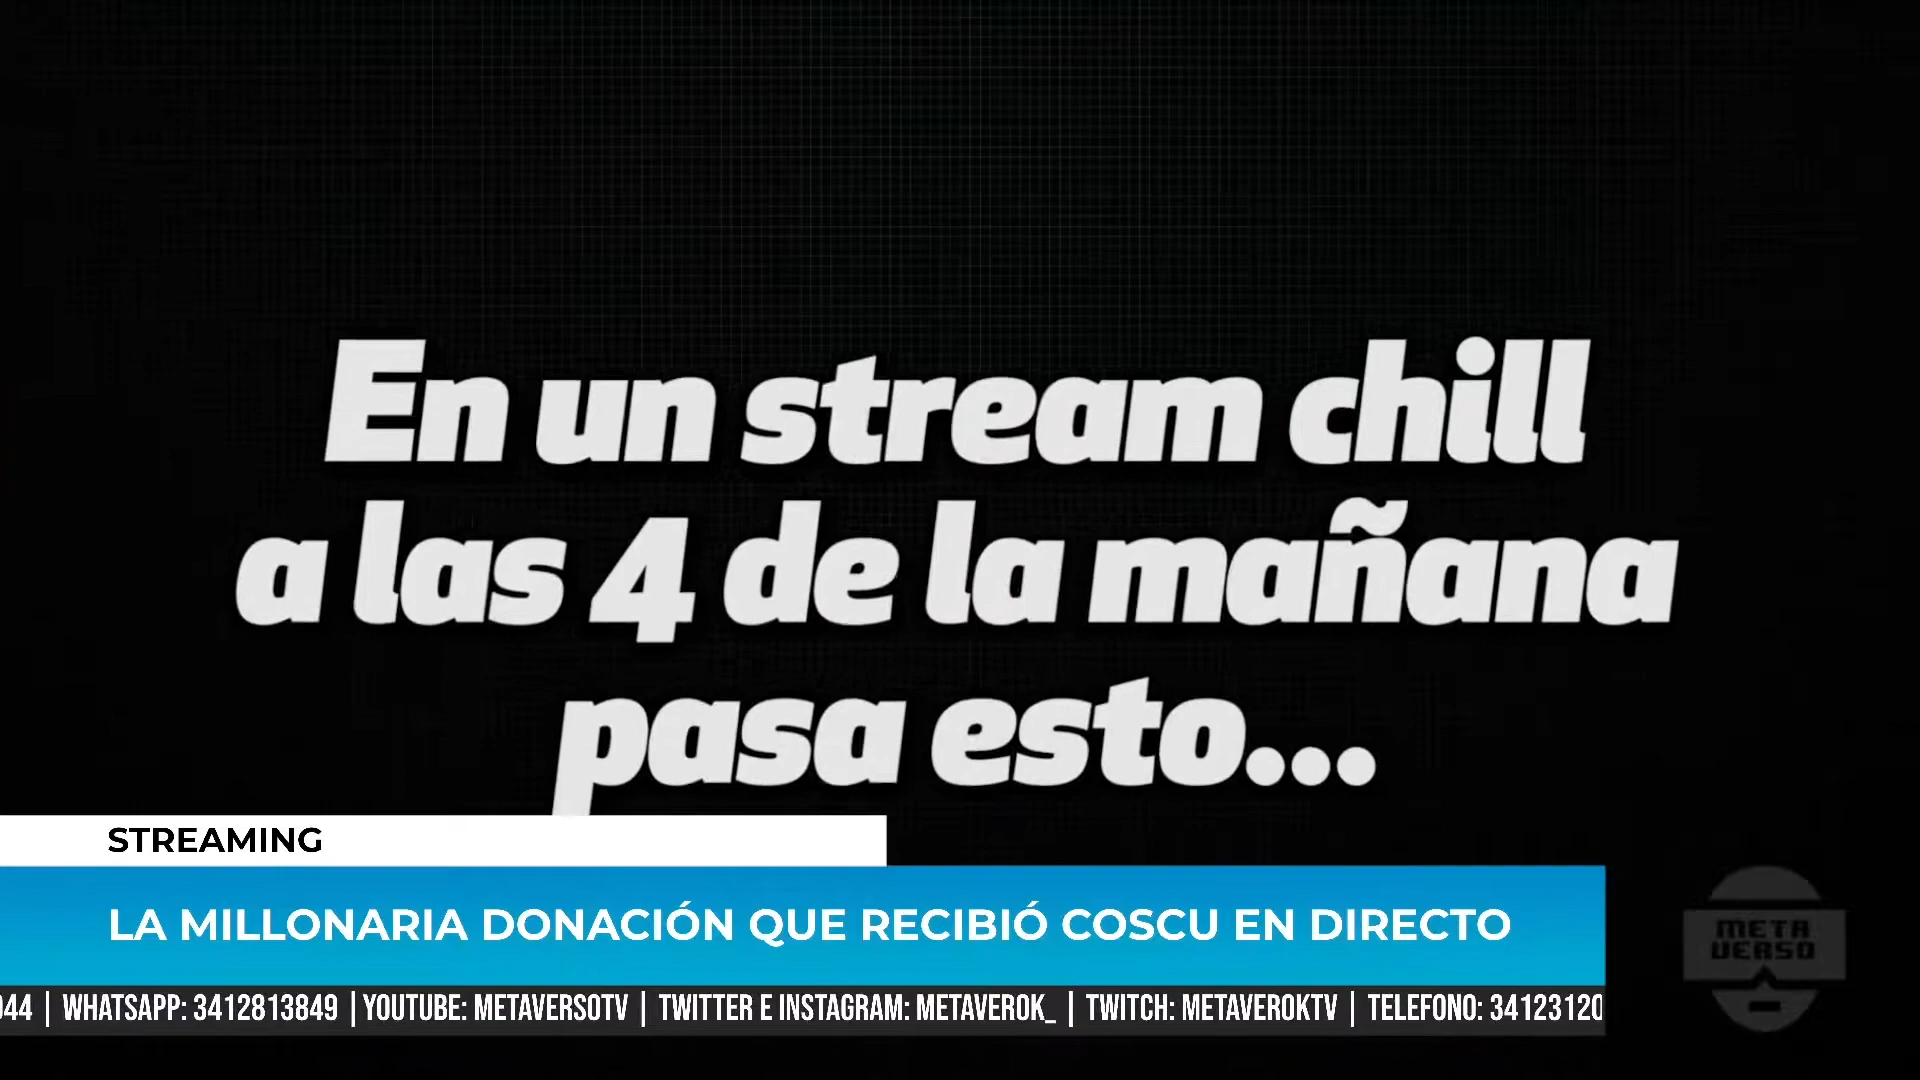 En un stream chill
a las 4 de la mañana
pasa esto...
STREAMING
LA MILLONARIA DONACIÓN QUE RECIBIÓ COSCU EN DIRECTO
044 | WHATSAPP: 3412813849 | YOUTUBE: METAVERSOTV | TWITTER E INSTAGRAM: METAVEROK_ | TWITCH: METAVEROKTV | TELEFONO: 34123120
META
VERSO